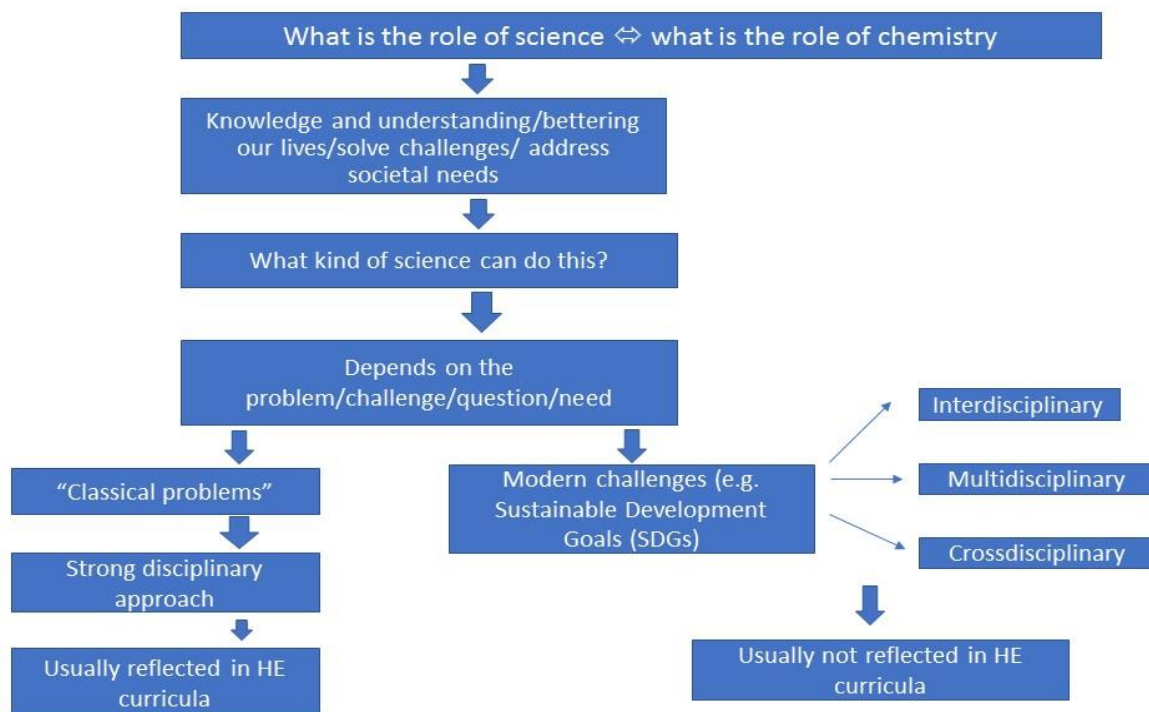 What is the role of science ⇔ what is the role of chemistry
Knowledge and understanding/bettering
our lives/solve challenges/ address
societal needs
What kind of science can do this?
Depends on the
problem/challenge/question/need
“Classical problems”
Strong disciplinary
approach
Usually reflected in HE
curricula
Modern challenges (e.g.
Sustainable Development
Goals (SDGs)
Interdisciplinary
Multidisciplinary
Crossdisciplinary
Usually not reflected in HE
curricula